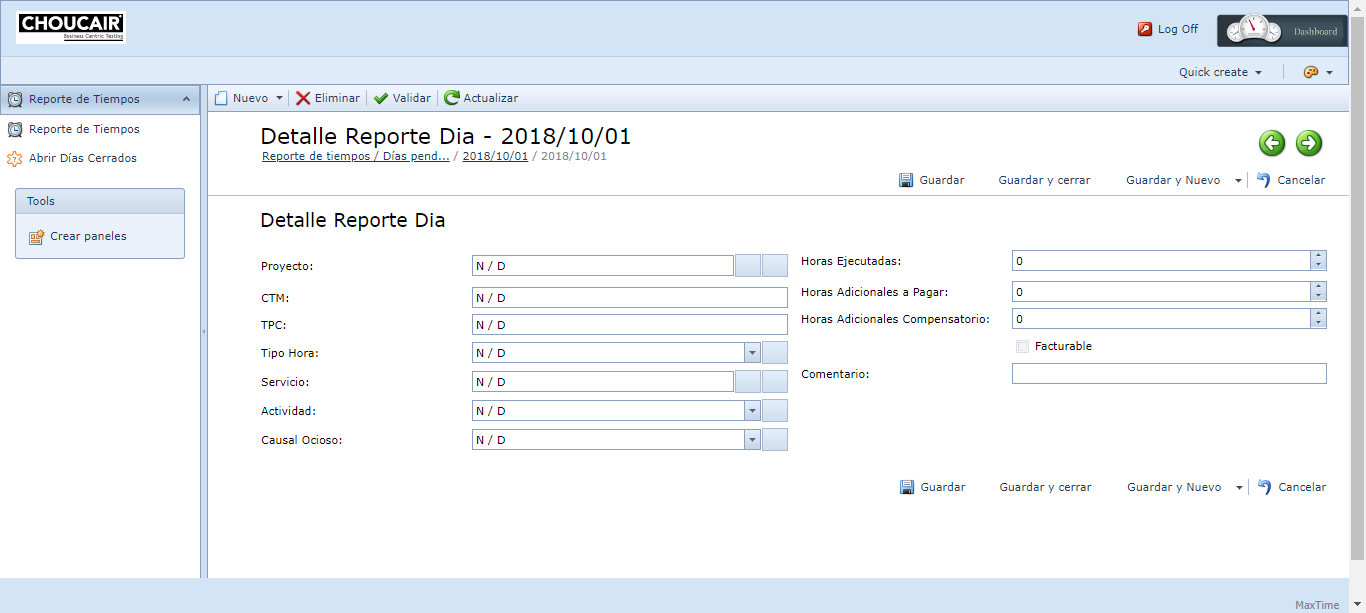 CHOUCAIR
Business Centric Testing
Log Off
Dashboard
Quick create
Reporte de Tiempos
Reporte de Tiempos
Abrir Días Cerrados
Tools
Crear paneles
Nuevo Eliminar Validar Actualizar
Detalle Reporte Dia - 2018/10/01
Reporte de tiempos / Días pend... / 2018/10/01 / 2018/10/01
Guardar Guardar y cerrar Guardar y Nuevo Cancelar
Detalle Reporte Dia
Proyecto: N / D
CTM: N / D
TPC: N / D
Tipo Hora: N / D
Servicio: N / D
Actividad: N / D
Causal Ocioso: N / D
Horas Ejecutadas: 0
Horas Adicionales a Pagar: 0
Horas Adicionales Compensatorio: 0
Facturable
Comentario:
Guardar Guardar y cerrar Guardar y Nuevo Cancelar
MaxTime